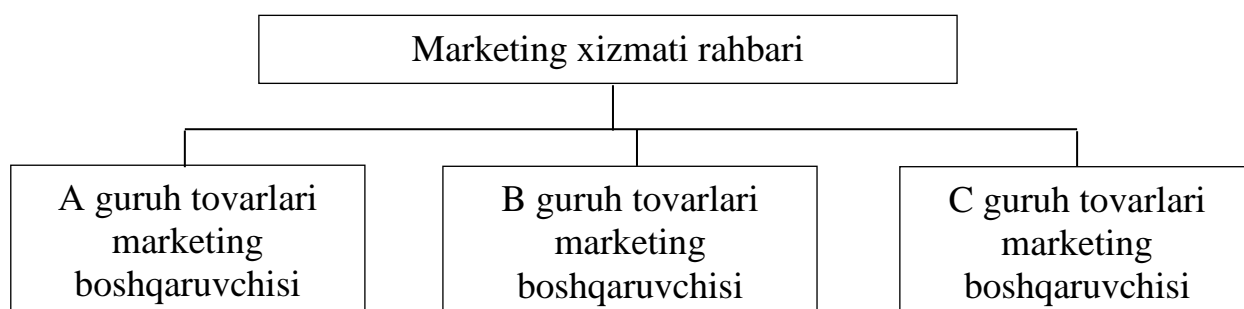 Marketing xizmati rahbari
A guruh tovarlari
marketing
boshqaruvchisi
B guruh tovarlari
marketing
boshqaruvchisi
C guruh tovarlari
marketing
boshqaruvchisi